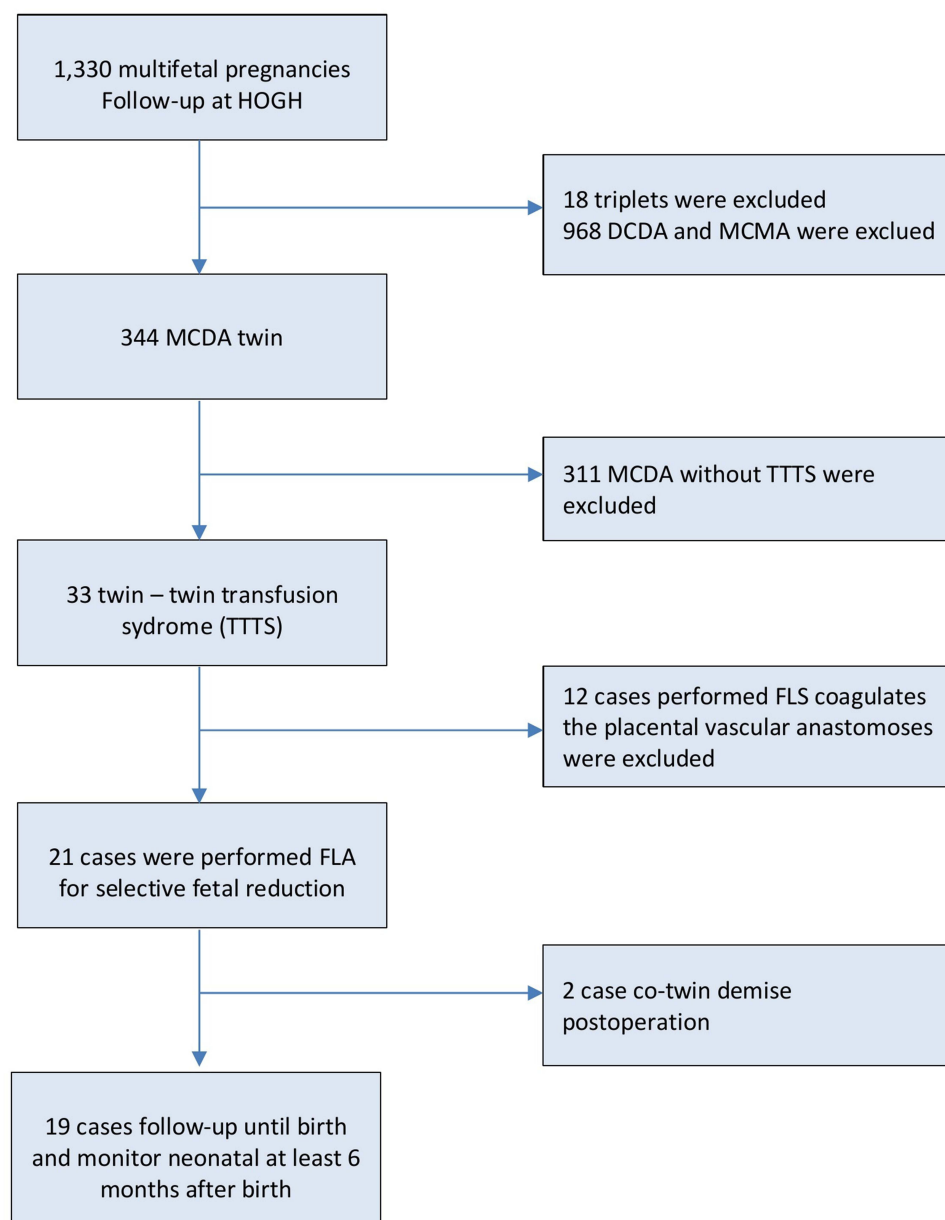 1,330 multifetal pregnancies
Follow-up at HOGH
18 triplets were excluded
968 DCDA and MCMA were exclued
344 MCDA twin
311 MCDA without TTTS were
excluded
33 twin – twin transfusion
sydrome (TTTS)
12 cases performed FLS coagulates
the placental vascular anastomoses
were excluded
21 cases were performed FLA
for selective fetal reduction
2 case co-twin demise
postoperation
19 cases follow-up until birth
and monitor neonatal at least 6
months after birth